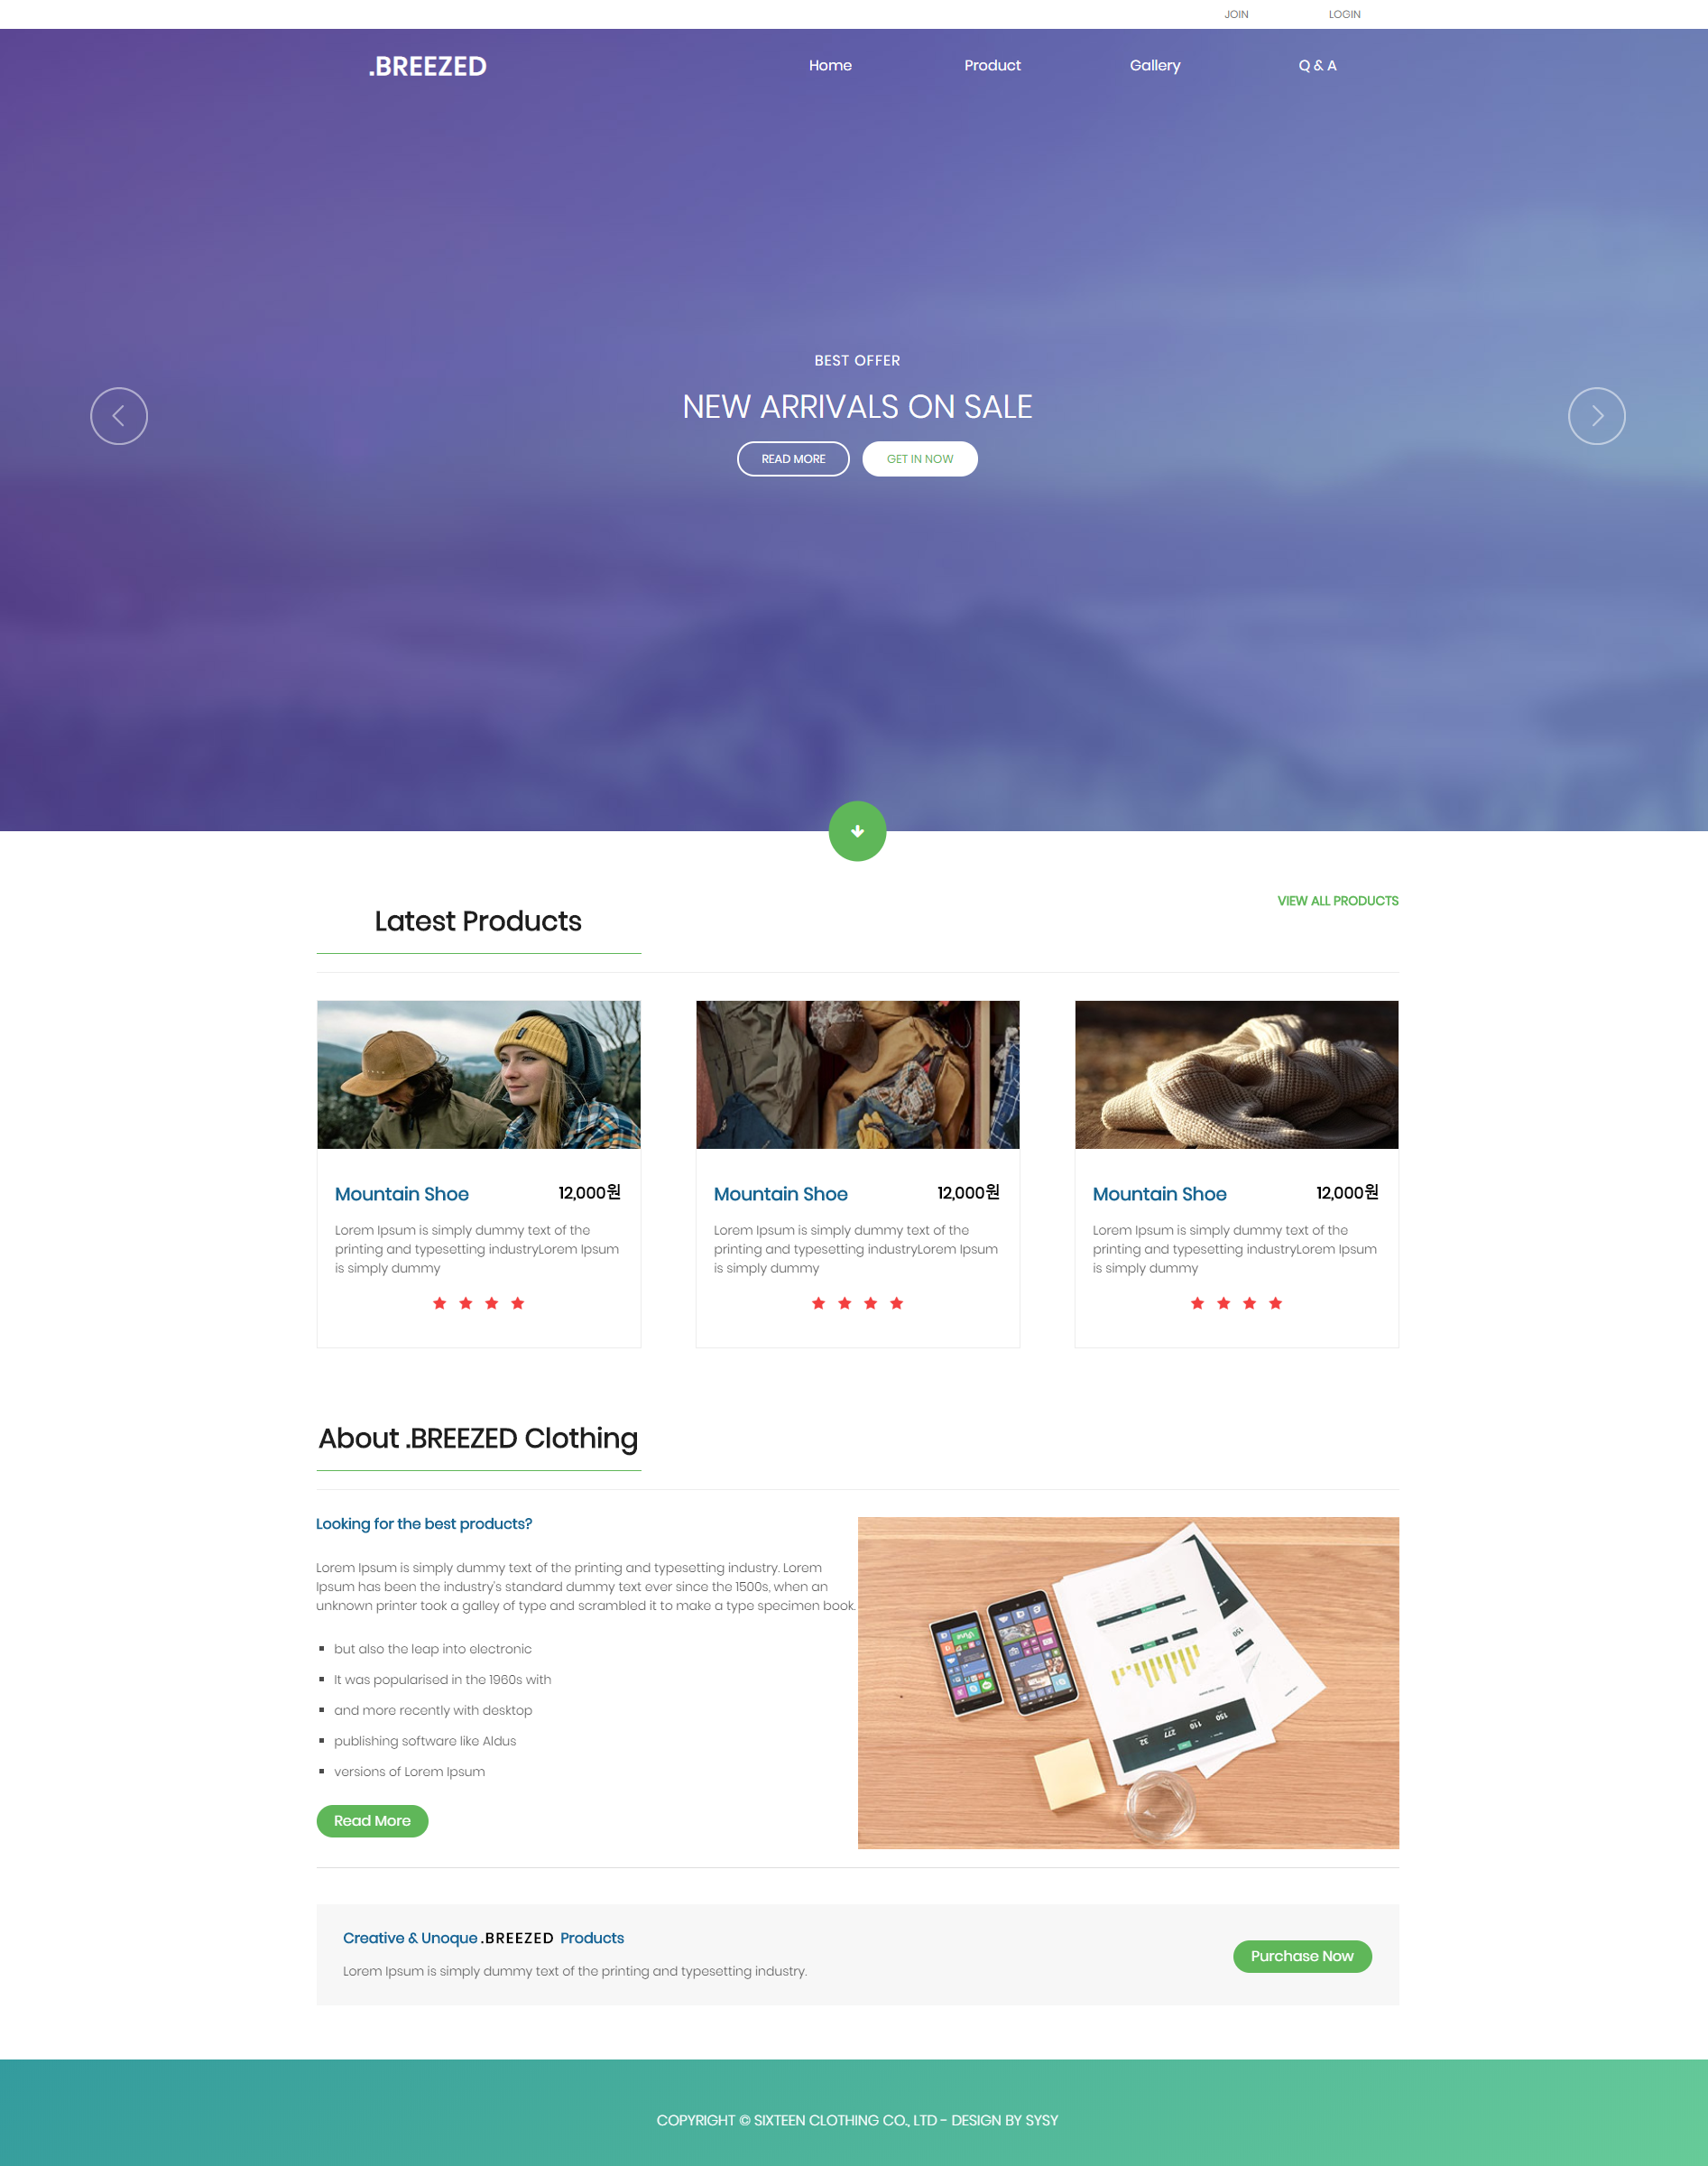 JOIN LOGIN
.BREEZED Home Product Gallery Q & A
BEST OFFER
NEW ARRIVALS ON SALE
READ MORE GET IN NOW
Latest Products
VIEW ALL PRODUCTS
Mountain Shoe 12,000원
Lorem Ipsum is simply dummy text of the
printing and typesetting industryLorem Ipsum
is simply dummy
Mountain Shoe 12,000원
Lorem Ipsum is simply dummy text of the
printing and typesetting industryLorem Ipsum
is simply dummy
Mountain Shoe 12,000원
Lorem Ipsum is simply dummy text of the
printing and typesetting industryLorem Ipsum
is simply dummy
About .BREEZED Clothing
Looking for the best products?
Lorem Ipsum is simply dummy text of the printing and typesetting industry. Lorem
Ipsum has been the industry's standard dummy text ever since the 1500s, when an
unknown printer took a galley of type and scrambled it to make a type specimen book.
but also the leap into electronic
It was popularised in the 1960s with
and more recently with desktop
publishing software like Aldus
versions of Lorem Ipsum
Read More
Vine
150
32 277 110 150
Creative & Unoque .BREEZED Products
Lorem Ipsum is simply dummy text of the printing and typesetting industry.
Purchase Now
COPYRIGHT © SIXTEEN CLOTHING CO., LTD - DESIGN BY SYSY